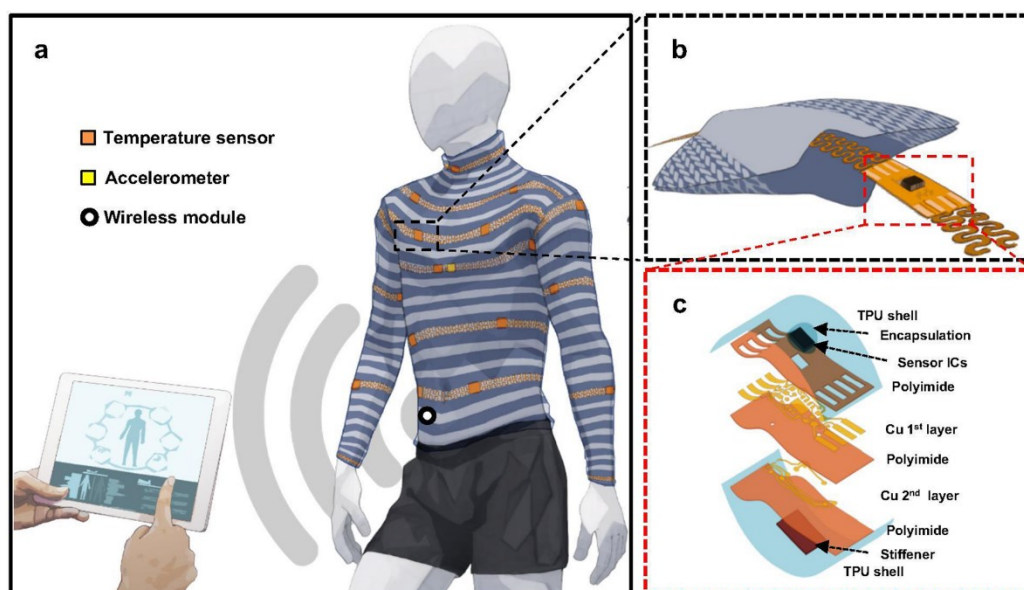 a
Temperature sensor
Accelerometer
Wireless module
b
c
TPU shell
Encapsulation
Sensor ICs
Polyimide
Cu 1st layer
Polyimide
Cu 2nd layer
Polyimide
Stiffener
TPU shell